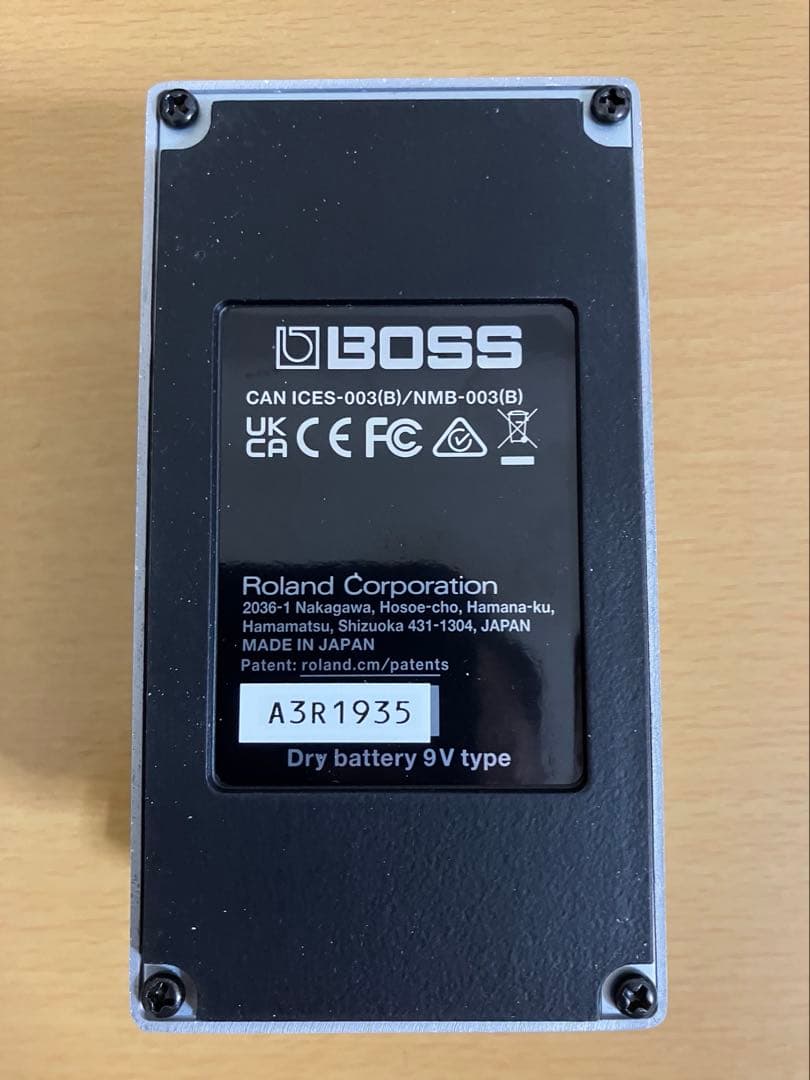 BOSS
CAN ICES-003(B)/NMB-003(B)
UK CA CE FC
Roland Corporation
2036-1 Nakagawa, Hosoe-cho, Hamana-ku,
Hamamatsu, Shizuoka 431-1304, JAPAN
MADE IN JAPAN
Patent: roland.cm/patents
A3R1935
Dry battery 9V type